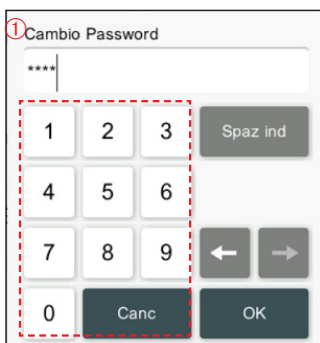 ① Cambio Password
****
1 2 3 Spaz ind
4 5 6
7 8 9 ← →
0 Canc OK